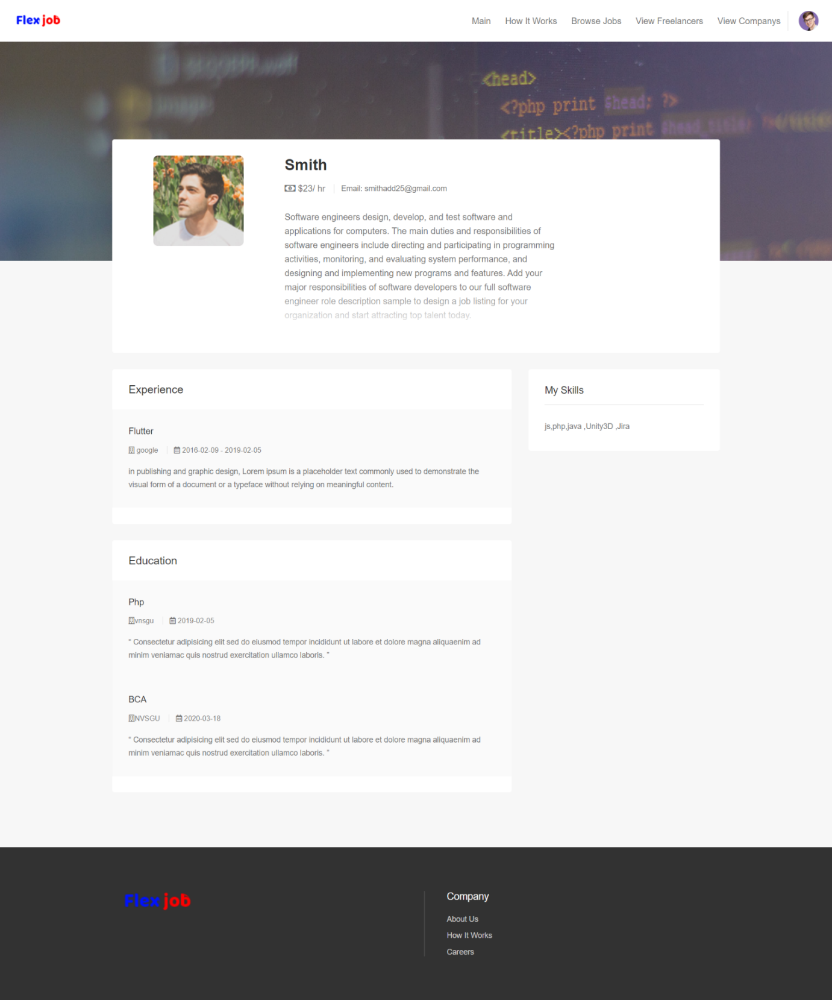 Flex job
Main How It Works Browse Jobs View Freelancers View Companys
<head>
<?php print $head; ?>
<title><?php print $head_title;
Smith
$23/ hr Email: smithadd25@gmail.com
Software engineers design, develop, and test software and
applications for computers. The main duties and responsibilities of
software engineers include directing and participating in programming
activities, monitoring, and evaluating system performance, and
designing and implementing new programs and features. Add your
major responsibilities of software developers to our full software
engineer role description sample to design a job listing for your
organization and start attracting top talent today.
Experience
Flutter
google 2016-02-09 - 2019-02-05
in publishing and graphic design, Lorem ipsum is a placeholder text commonly used to demonstrate the
visual form of a document or a typeface without relying on meaningful content.
My Skills
js,php,java ,Unity3D ,Jira
Education
Php
vnsgu 2019-02-05
“ Consectetur adipisicing elit sed do eiusmod tempor incididunt ut labore et dolore magna aliquaenim ad
minim veniamac quis nostrud exercitation ullamco laboris. ”
BCA
NVSGU 2020-03-18
“ Consectetur adipisicing elit sed do eiusmod tempor incididunt ut labore et dolore magna aliquaenim ad
minim veniamac quis nostrud exercitation ullamco laboris. ”
Flex job
Company
About Us
How It Works
Careers